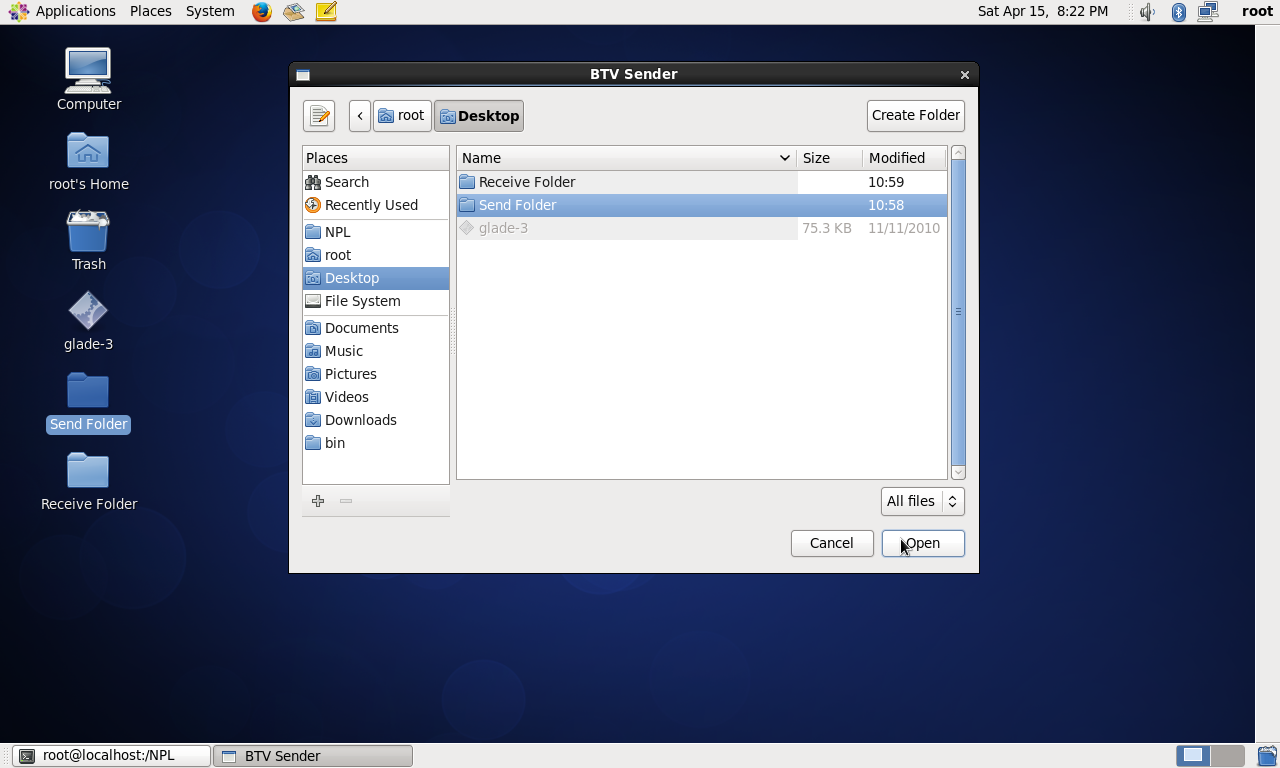 Applications Places System Sat Apr 15, 8:22 PM root
Computer
root's Home
Trash
glade-3
Send Folder
Receive Folder
BTV Sender
root Desktop Create Folder
Places
Search
Recently Used
NPL
root
Desktop
File System
Documents
Music
Pictures
Videos
Downloads
bin
Name Size Modified
Receive Folder 10:59
Send Folder 10:58
glade-3 75.3 KB 11/11/2010
All files
Cancel Open
root@localhost:/NPL BTV Sender